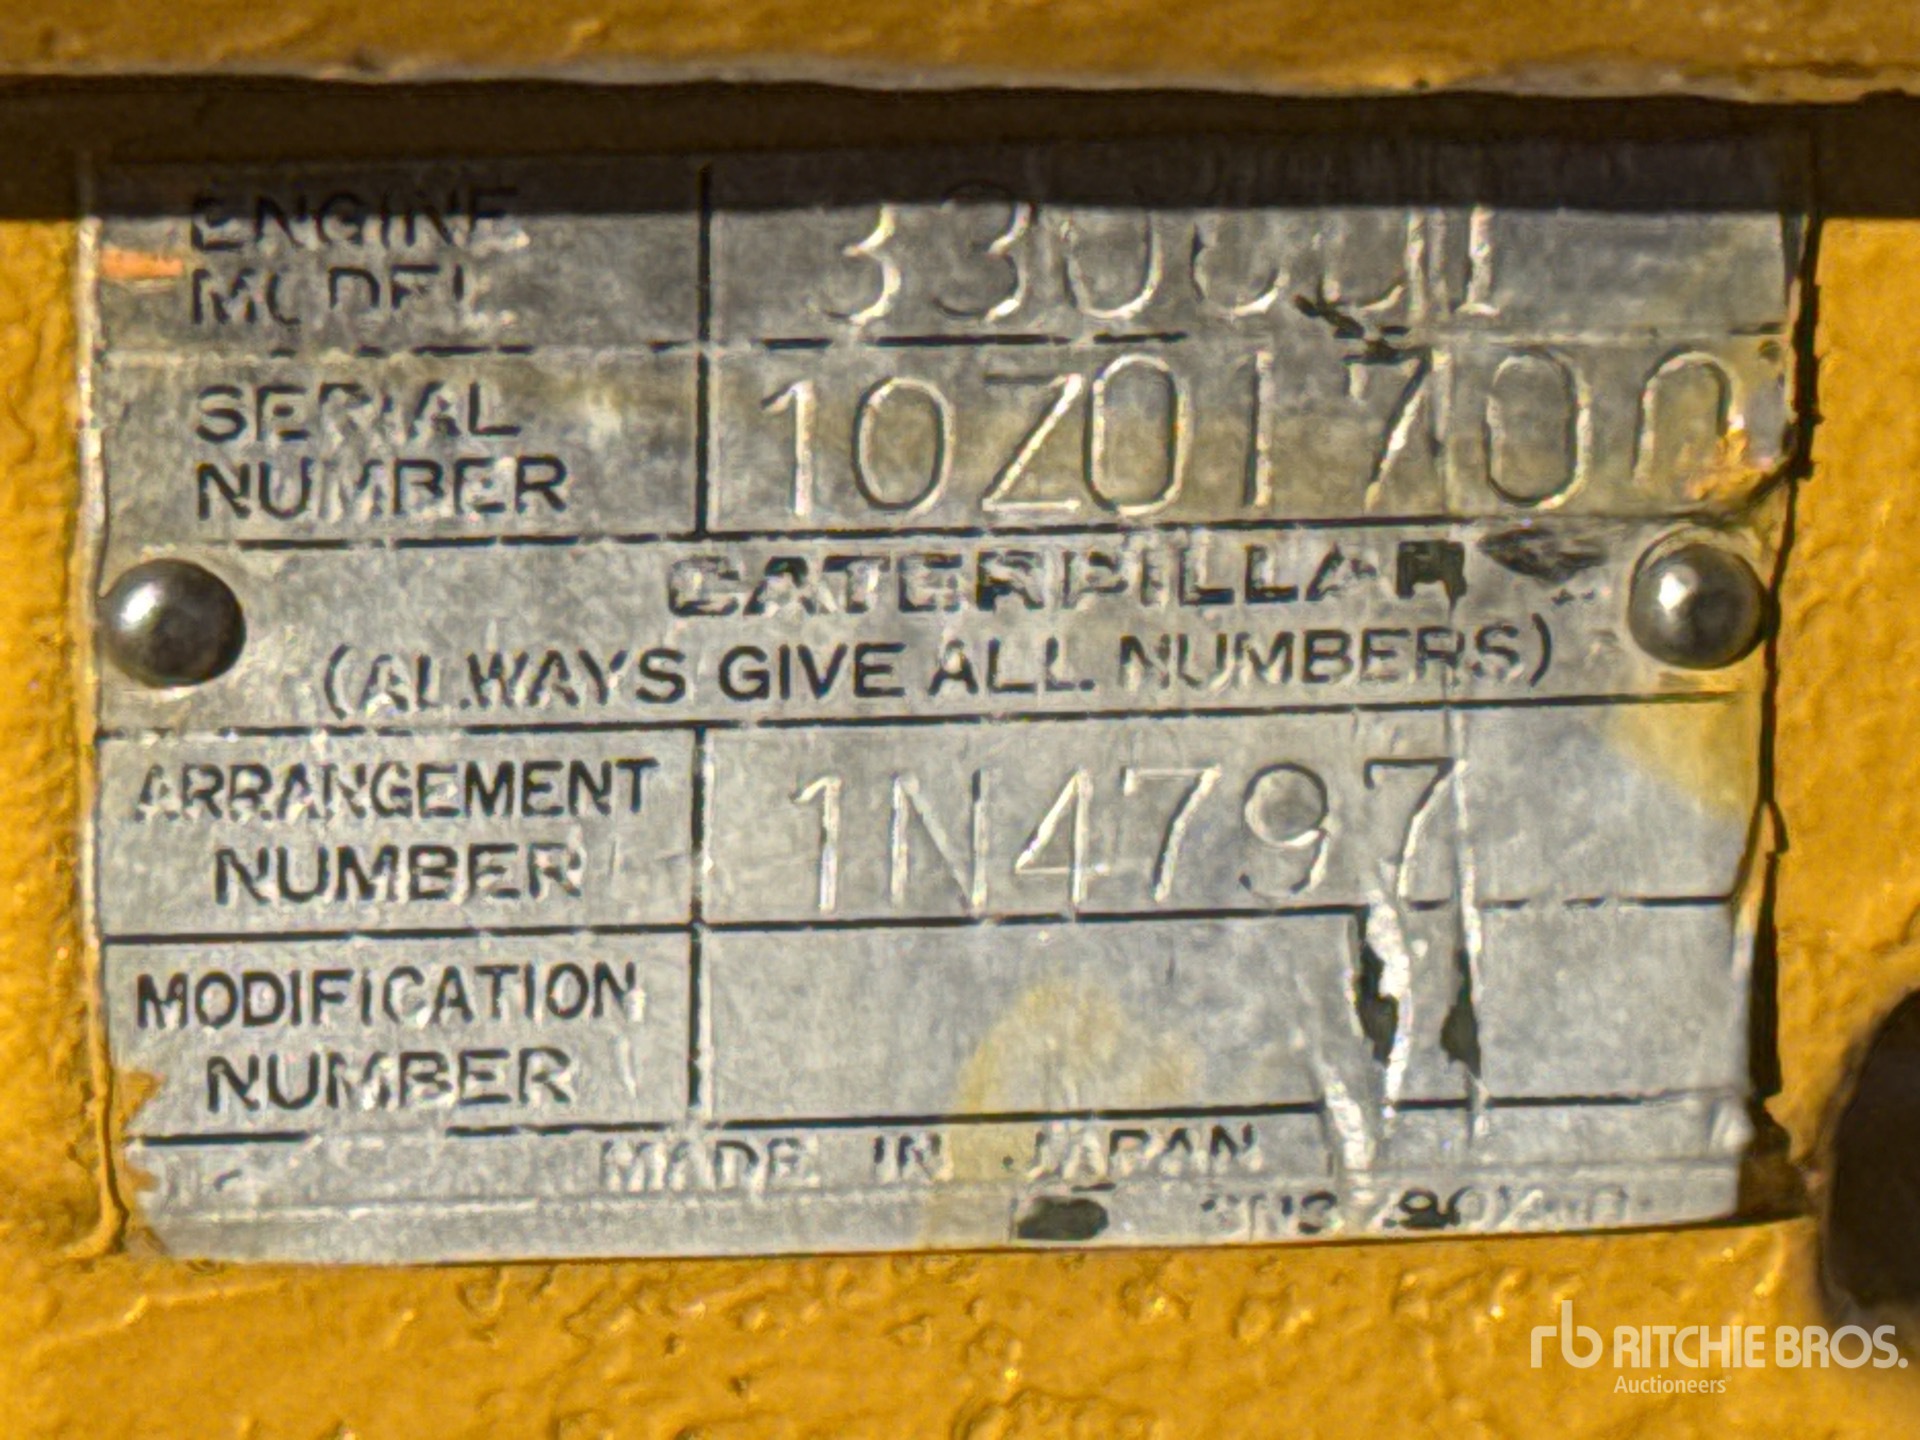 ENGINE MODEL
SERIAL NUMBER 10Z01700
CATERPILLAR
(ALWAYS GIVE ALL NUMBERS)
ARRANGEMENT NUMBER 1N4797
MODIFICATION NUMBER
MADE IN JAPAN
rb RITCHIE BROS.
Auctioneers